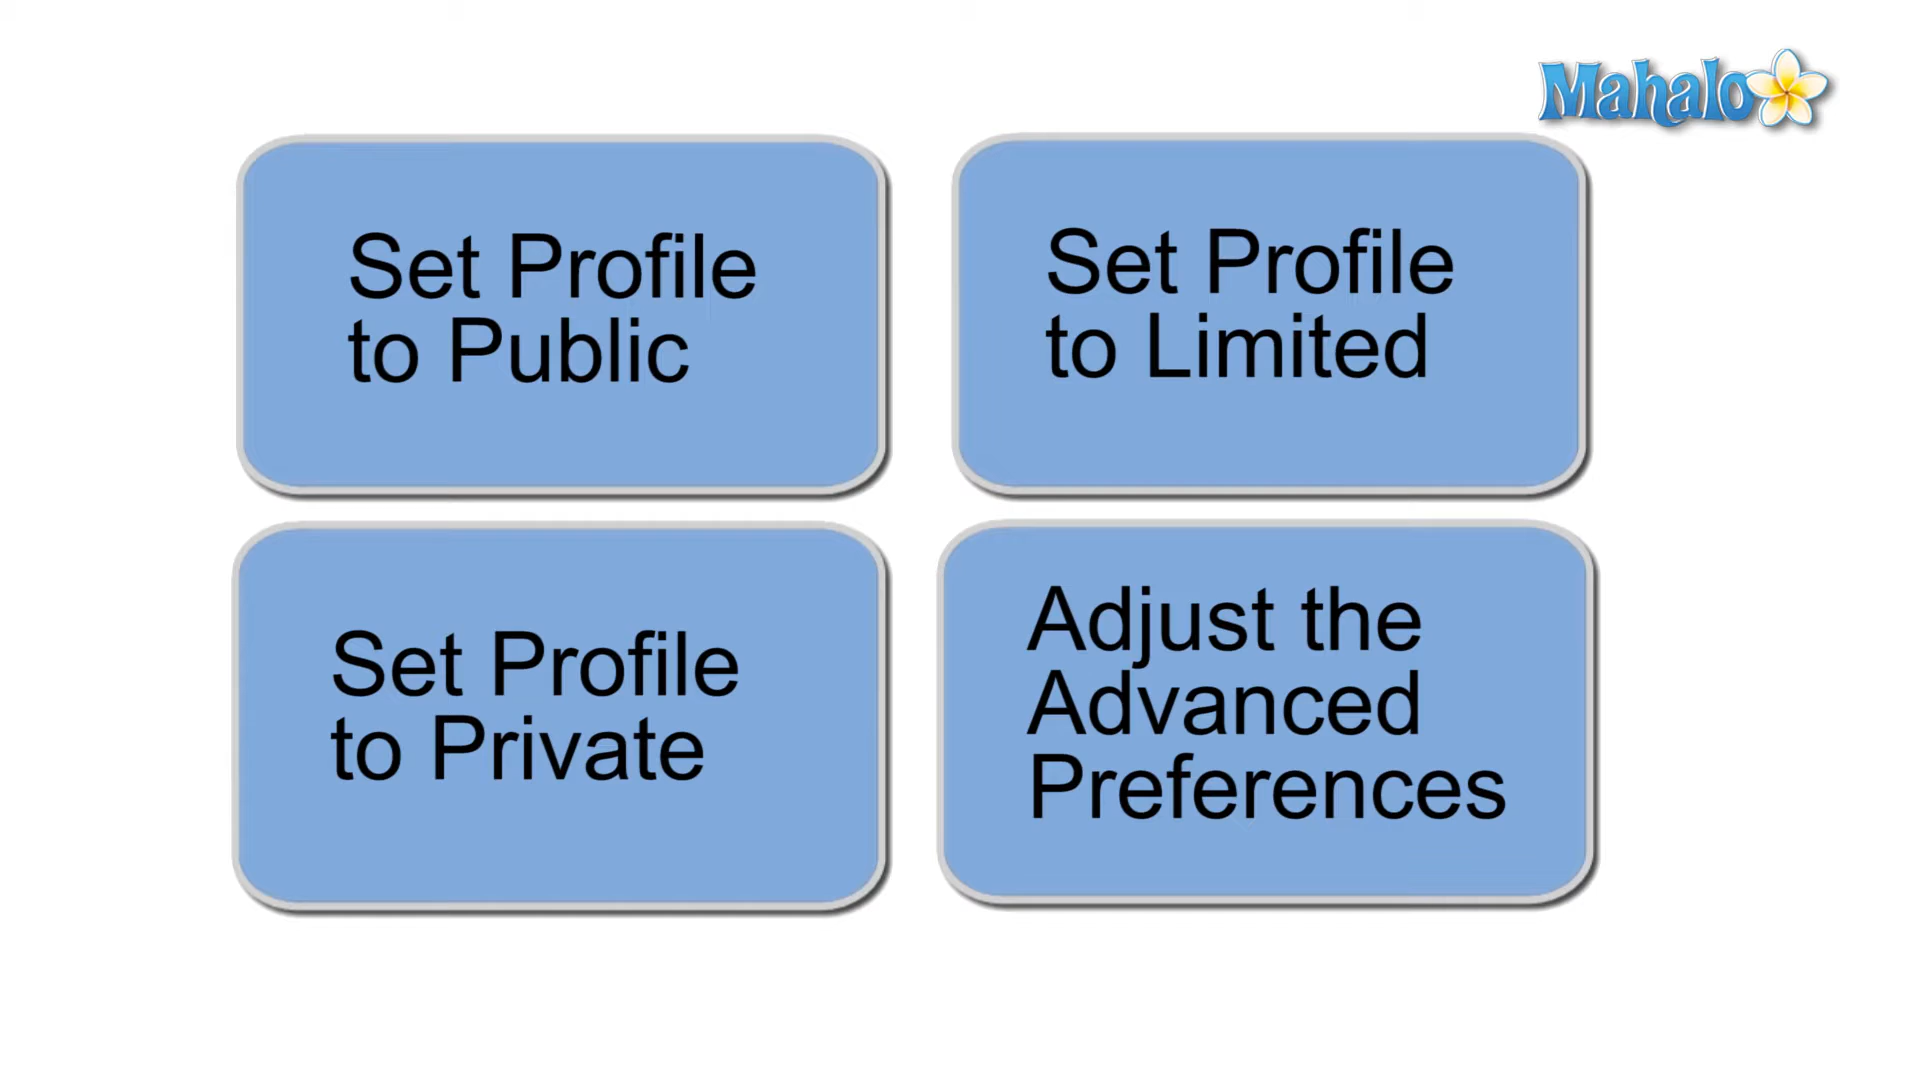 Mahalo
Set Profile
to Public
Set Profile
to Limited
Set Profile
to Private
Adjust the
Advanced
Preferences